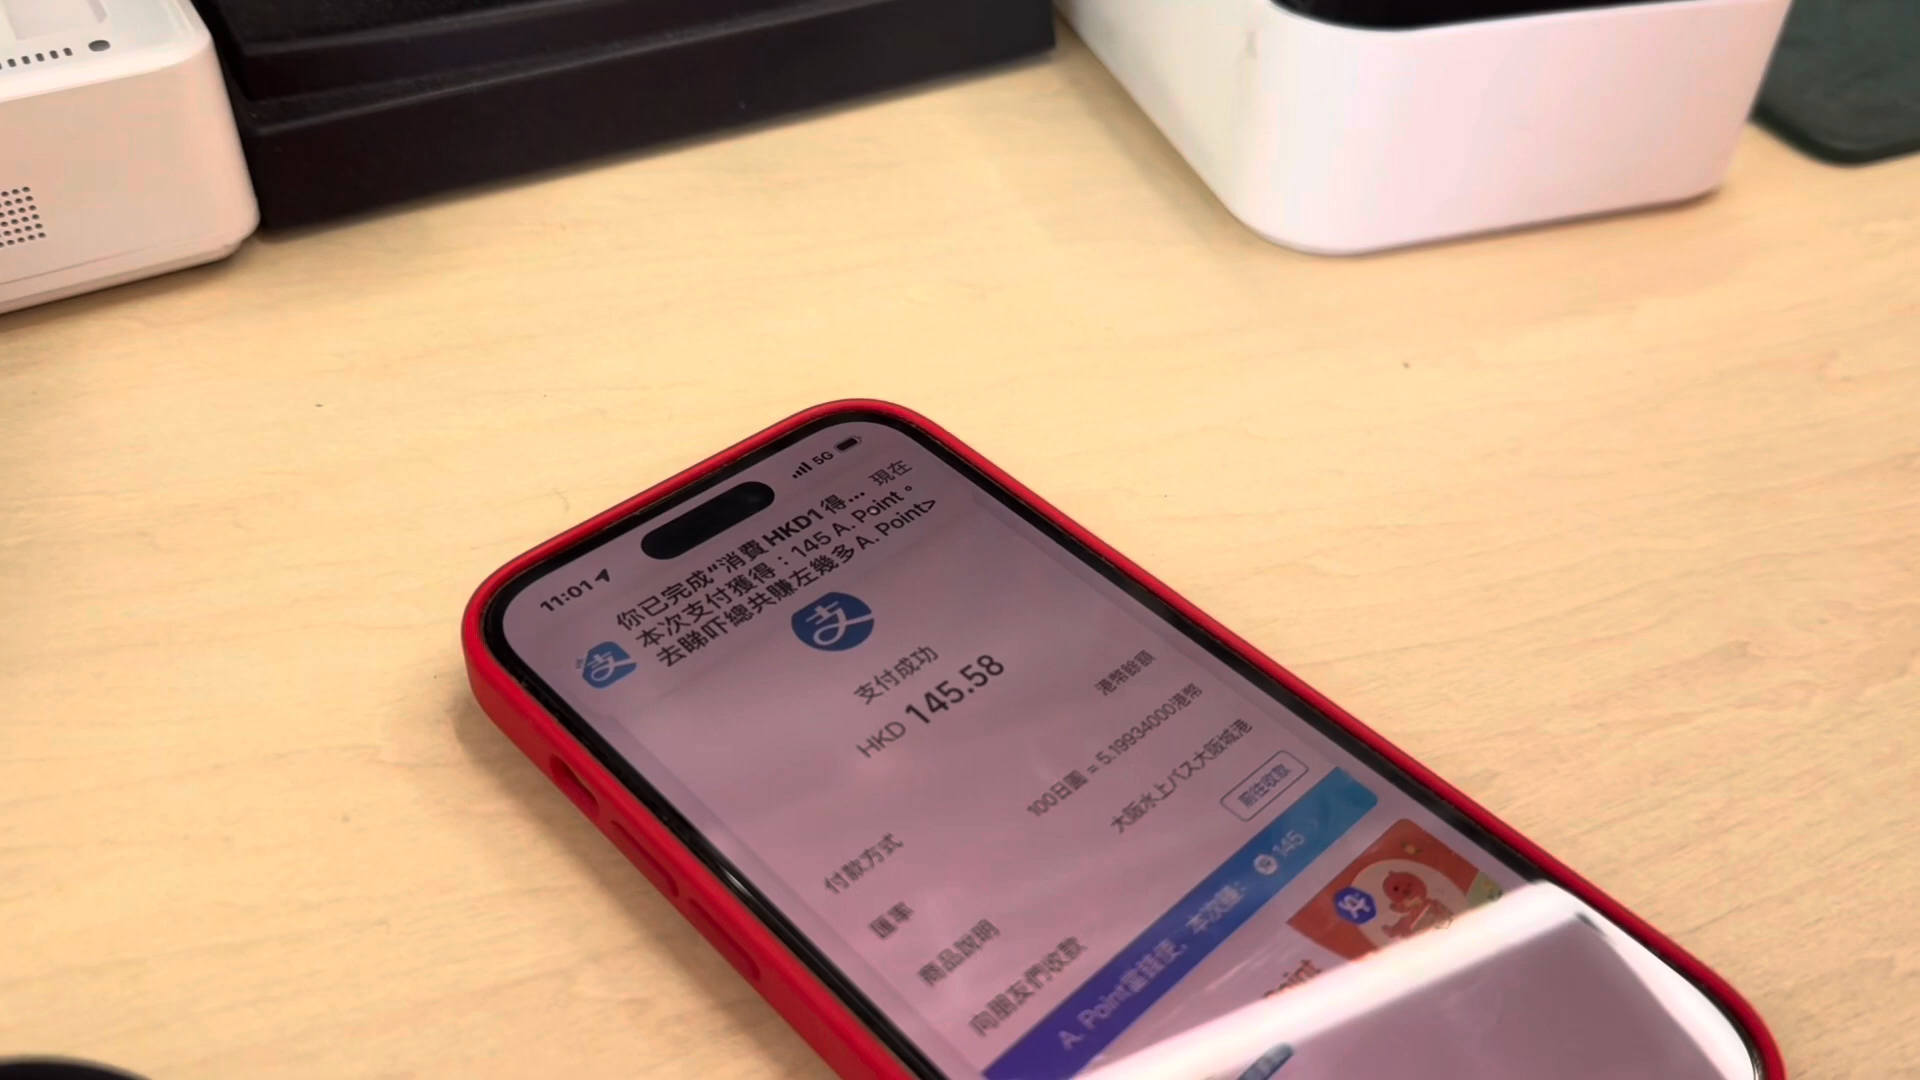 11:01
5G
你已完成"消費HKD1得... 現在
本次支付獲得：145 A. Point。
去睇吓總共賺左幾多A. Point>
支
支付成功
HKD 145.58
付款方式 港幣餘額
匯率 100日圓 = 5.19934000港幣
商品說明 大阪水上バス大阪城港
向朋友們收款 前往收款
A. Point當錢使，本次賺： 145 >
Point